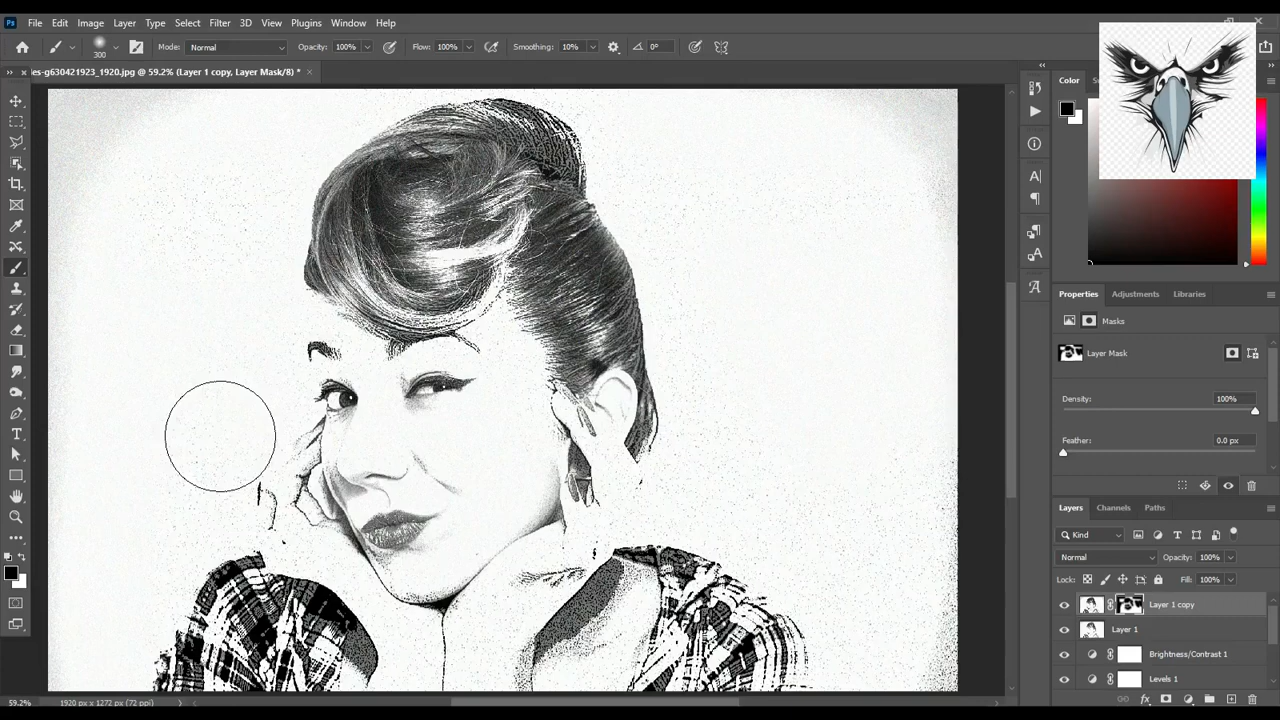 Ps File Edit Image Layer Type Select Filter 3D View Plugins Window Help
300 Mode: Normal Opacity: 100% Flow: 100% Smoothing: 10% 0°
les-g630421923_1920.jpg @ 59.2% (Layer 1 copy, Layer Mask/8) *
Color
Properties Adjustments Libraries
Masks
Layer Mask
Density: 100%
Feather: 0.0 px
Layers Channels Paths
Kind
Normal Opacity: 100%
Lock: Fill: 100%
Layer 1 copy
Layer 1
Brightness/Contrast 1
Levels 1
59.2% 1920 px x 1272 px (72 ppi)